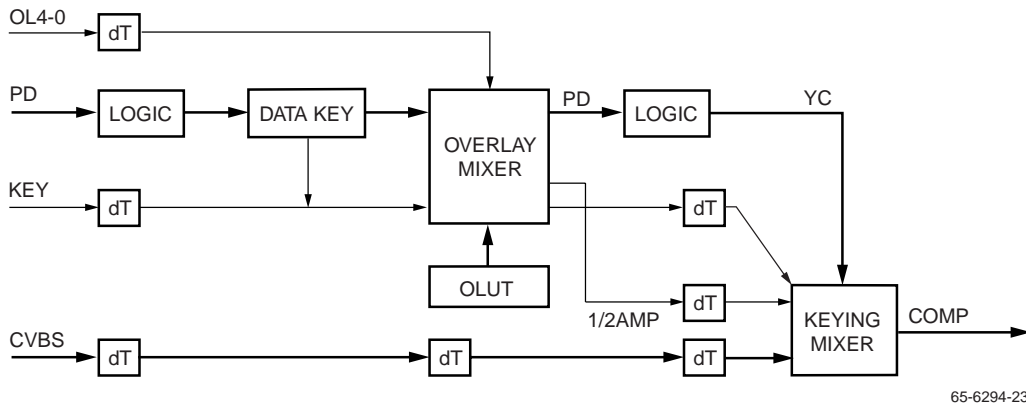 OL4-0
dT
PD
LOGIC
DATA KEY
OVERLAY
MIXER
PD
LOGIC
YC
KEY
dT
dT
OLUT
1/2AMP
dT
KEYING
MIXER
COMP
CVBS
dT
dT
dT
65-6294-23